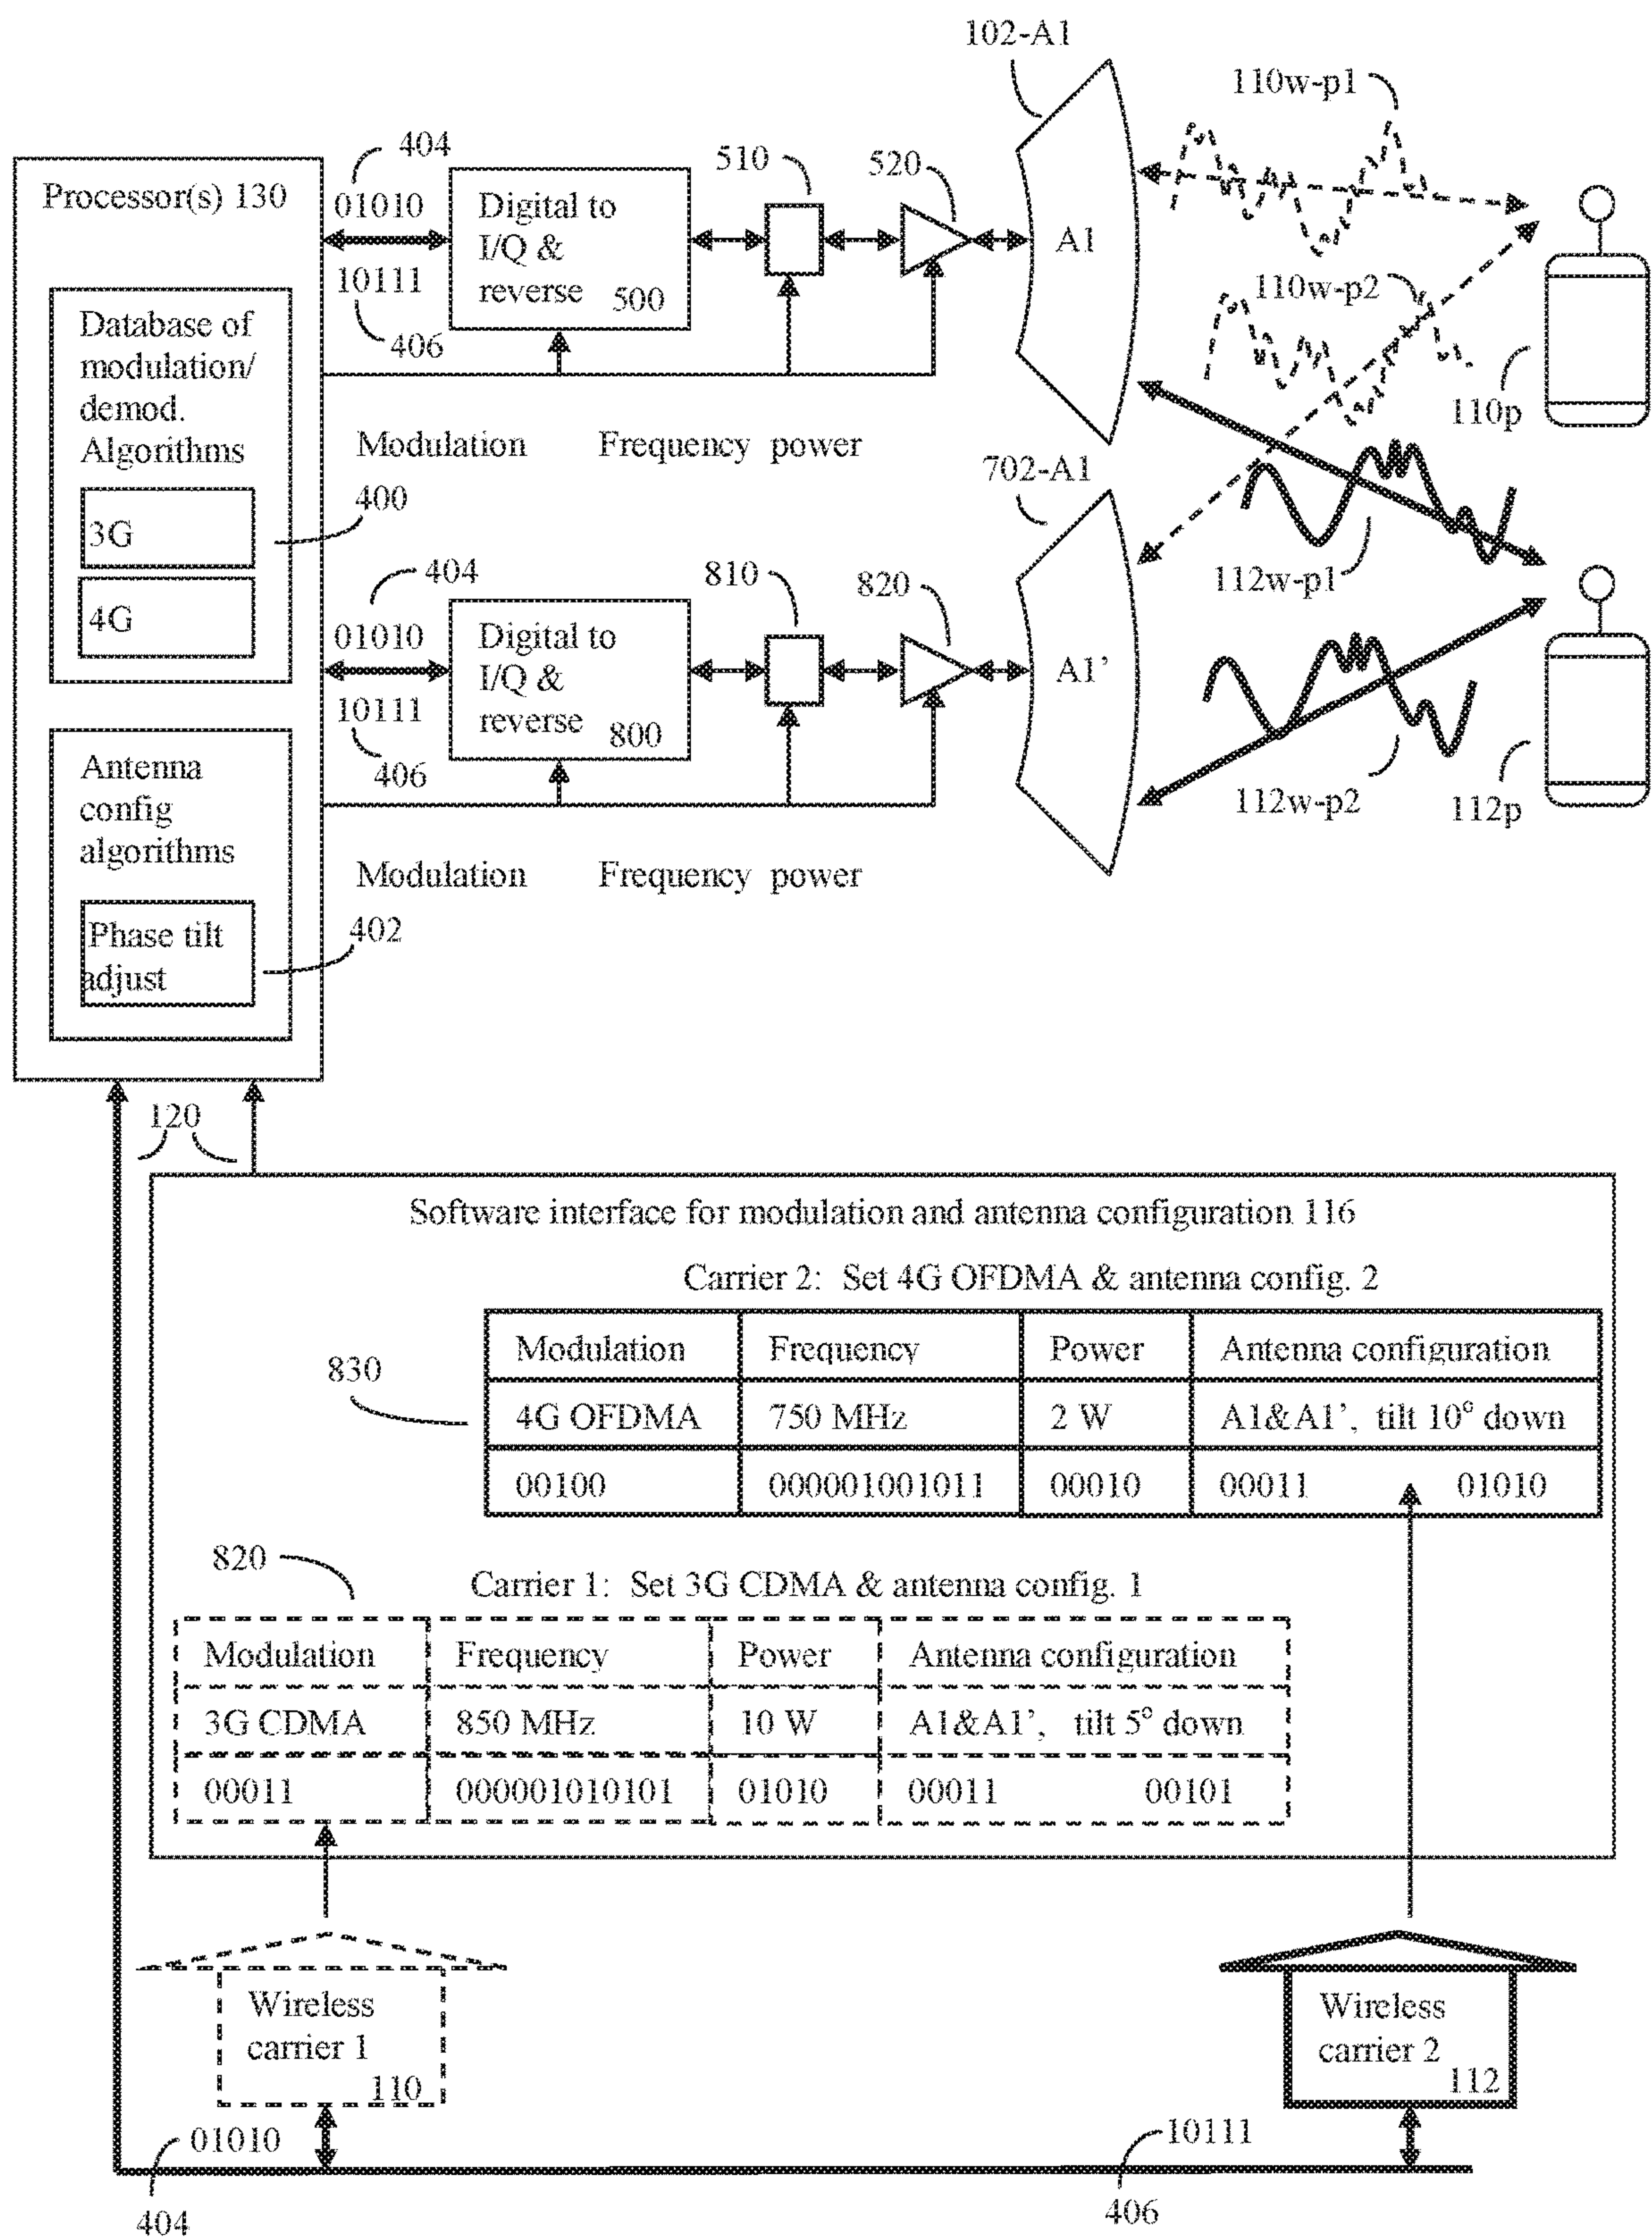 102-A1
110w-p1
404
510
520
Processor(s) 130
01010
Digital to
I/Q &
reverse
500
A1
10111
406
110w-p2
Database of
modulation/
demod.
Algorithms
110p
Modulation
Frequency power
702-A1
400
3G
404
810
820
112w-p1
4G
01010
Digital to
I/Q &
reverse
800
A1’
10111
406
112w-p2
112p
Antenna
config
algorithms
Modulation
Frequency power
402
Phase tilt
adjust
120
Software interface for modulation and antenna configuration 116
Carrier 2: Set 4G OFDMA & antenna config. 2
830
Modulation Frequency Power Antenna configuration
4G OFDMA 750 MHz 2 W A1&A1’, tilt 10° down
00100 000001001011 00010 00011 01010
820
Carrier 1: Set 3G CDMA & antenna config. 1
Modulation Frequency Power Antenna configuration
3G CDMA 850 MHz 10 W A1&A1’, tilt 5° down
00011 000001010101 01010 00011 00101
Wireless
carrier 1
110
Wireless
carrier 2
112
01010
10111
404
406